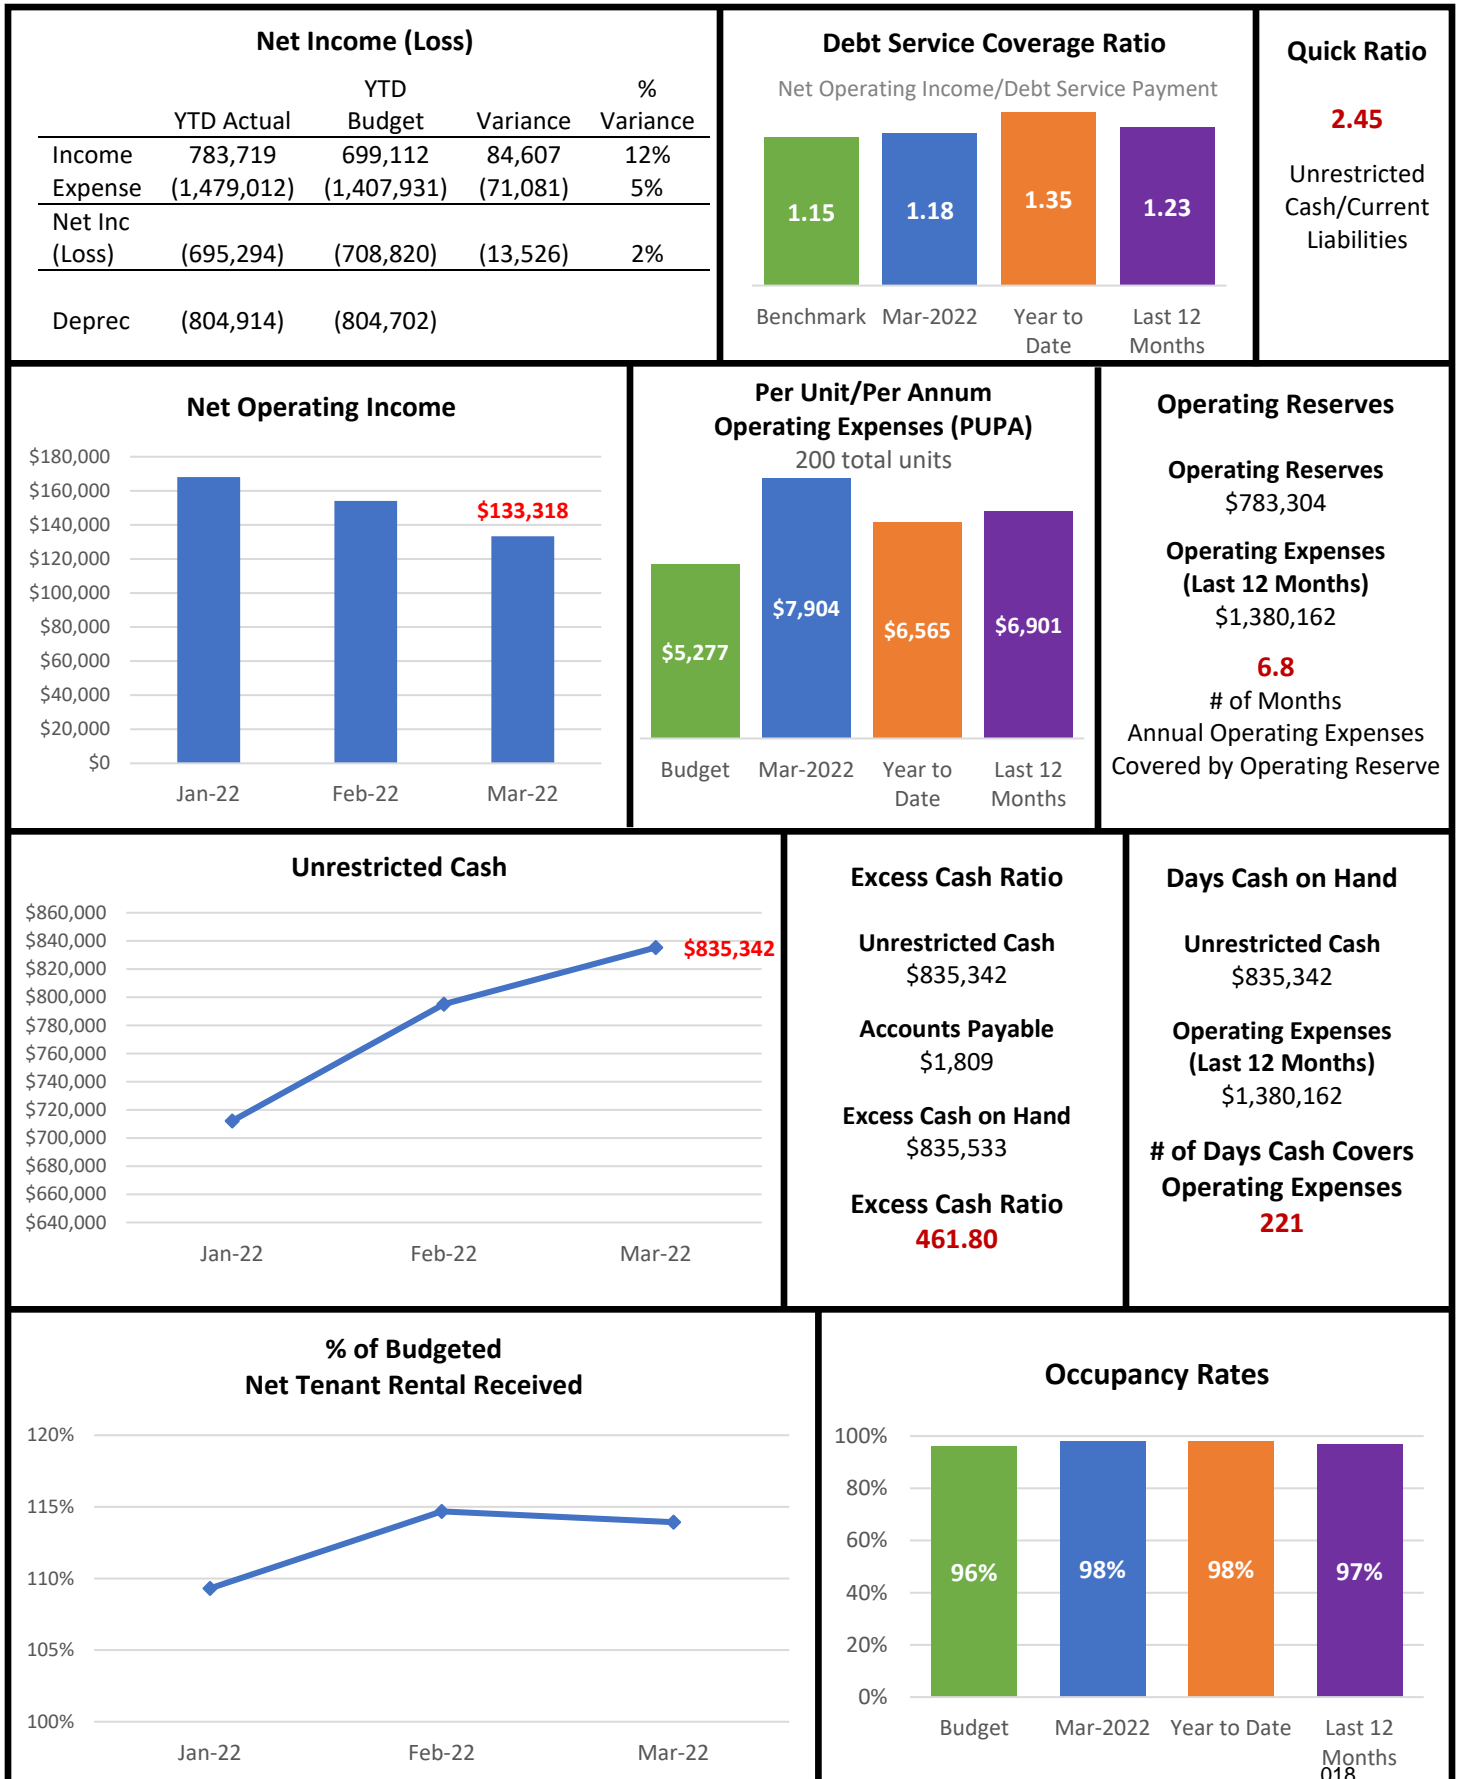 Net Income (Loss)
YTD %
YTD Actual Budget Variance Variance
Income 783,719 699,112 84,607 12%
Expense (1,479,012) (1,407,931) (71,081) 5%
Net Inc
(Loss) (695,294) (708,820) (13,526) 2%
Deprec (804,914) (804,702)
Debt Service Coverage Ratio
Net Operating Income/Debt Service Payment
1.15 1.18 1.35 1.23
Benchmark Mar-2022 Year to Last 12
Date Months
Quick Ratio
2.45
Unrestricted
Cash/Current
Liabilities
Net Operating Income
$180,000
$160,000
$140,000
$120,000
$100,000
$80,000
$60,000
$40,000
$20,000
$0
$133,318
Jan-22 Feb-22 Mar-22
Per Unit/Per Annum
Operating Expenses (PUPA)
200 total units
$5,277 $7,904 $6,565 $6,901
Budget Mar-2022 Year to Last 12
Date Months
Operating Reserves
Operating Reserves
$783,304
Operating Expenses
(Last 12 Months)
$1,380,162
6.8
# of Months
Annual Operating Expenses
Covered by Operating Reserve
Unrestricted Cash
$860,000
$840,000
$820,000
$800,000
$780,000
$760,000
$740,000
$720,000
$700,000
$680,000
$660,000
$640,000
$835,342
Jan-22 Feb-22 Mar-22
Excess Cash Ratio
Unrestricted Cash
$835,342
Accounts Payable
$1,809
Excess Cash on Hand
$835,533
Excess Cash Ratio
461.80
Days Cash on Hand
Unrestricted Cash
$835,342
Operating Expenses
(Last 12 Months)
$1,380,162
# of Days Cash Covers
Operating Expenses
221
% of Budgeted
Net Tenant Rental Received
120%
115%
110%
105%
100%
Jan-22 Feb-22 Mar-22
Occupancy Rates
100%
80%
60%
40%
20%
0%
96% 98% 98% 97%
Budget Mar-2022 Year to Date Last 12
Months
018